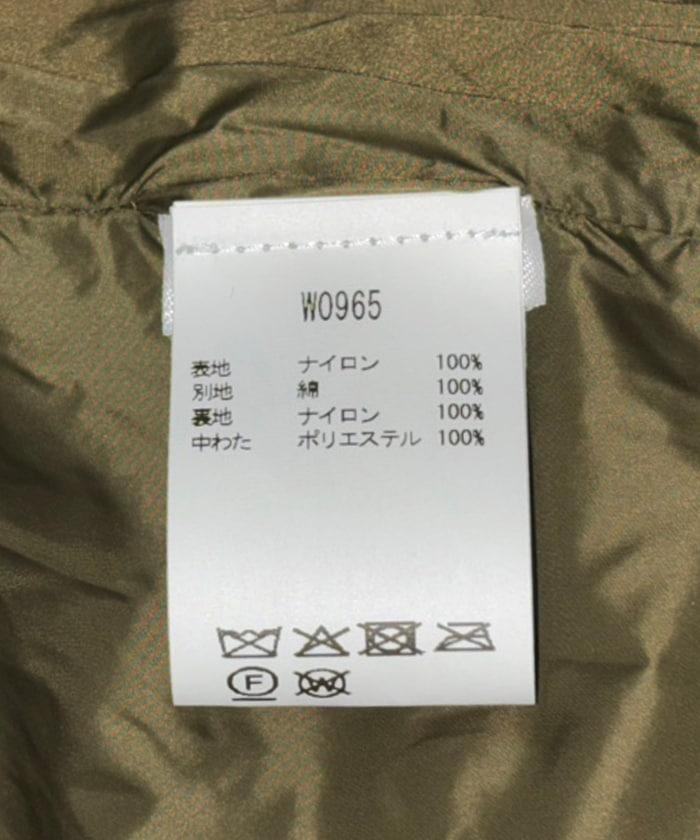 W0965
表地 ナイロン 100%
別地 綿 100%
裏地 ナイロン 100%
中わた ポリエステル 100%
F W